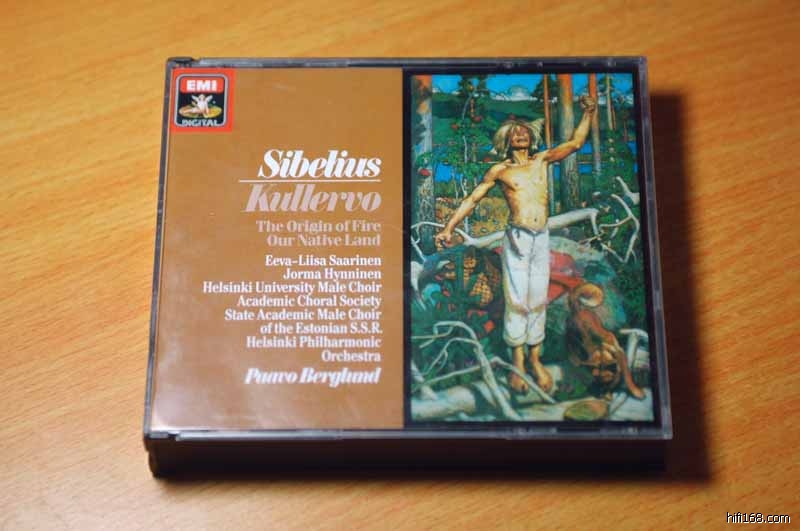 EMI
DIGITAL
Sibelius
Kullervo
The Origin of Fire
Our Native Land
Eeva-Liisa Saarinen
Jorma Hynninen
Helsinki University Male Choir
Academic Choral Society
State Academic Male Choir
of the Estonian S.S.R.
Helsinki Philharmonic
Orchestra
Paavo Berglund
hifi168.com